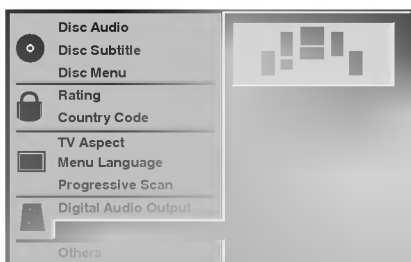 Disc Audio
Disc Subtitle
Disc Menu
Rating
Country Code
TV Aspect
Menu Language
Progressive Scan
Digital Audio Output
Others